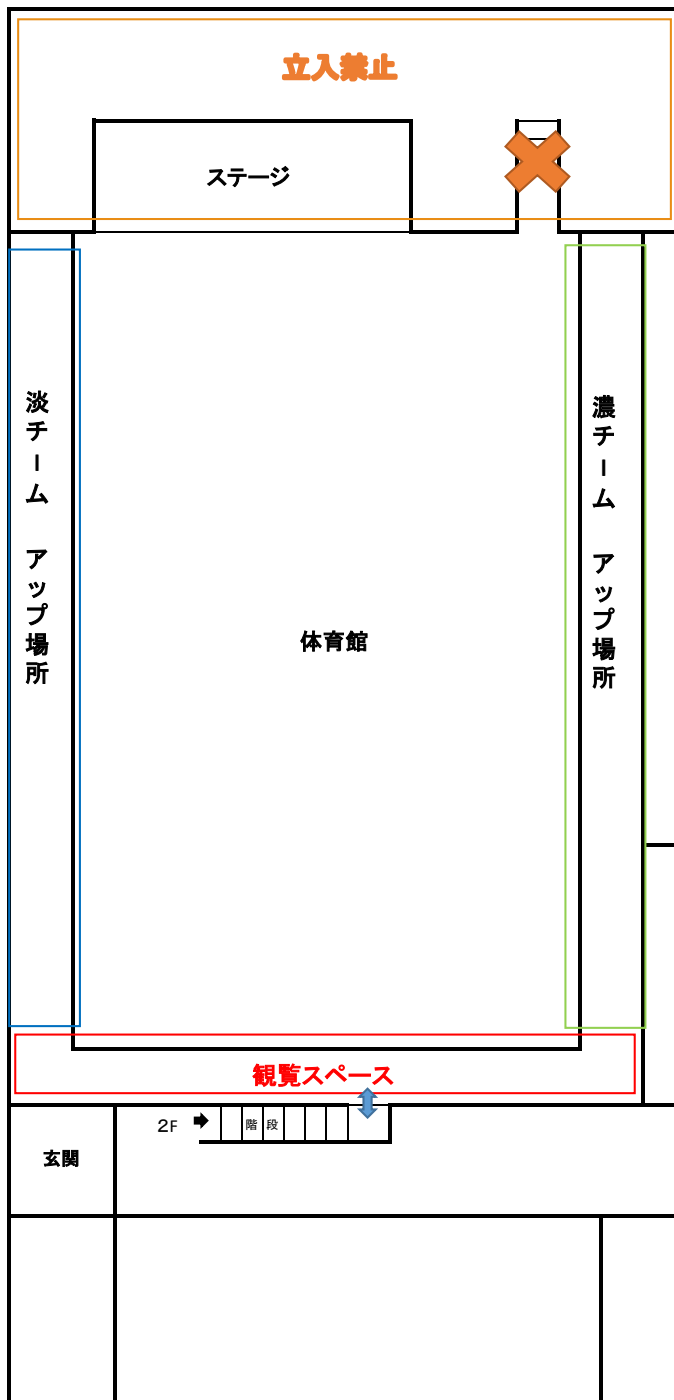 立入禁止
ステージ
淡チーム　アップ場所
濃チーム　アップ場所
体育館
観覧スペース
2F
階段
玄関